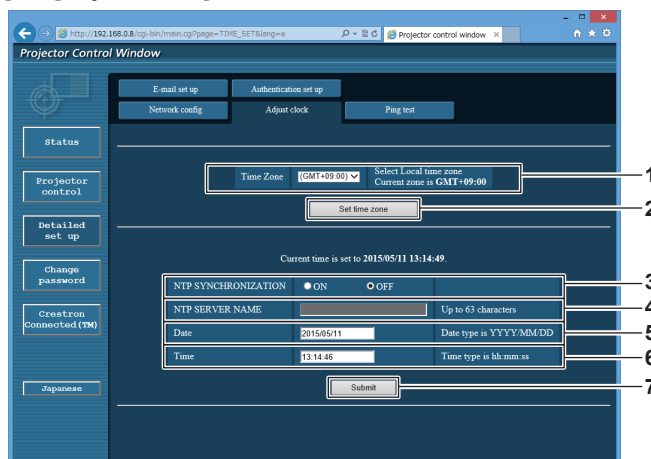 http://192.168.0.8/cgi-bin/main.cgi?page=TIME_SET&lang=e
Projector control window
Projector Control Window
E-mail set up
Authentication set up
Network config
Adjust clock
Ping test
Status
Projector
control
Detailed
set up
Change
password
Crestron
Connected(TM)
Japanese
Time Zone
(GMT+09:00)
Select Local time zone
Current zone is GMT+09:00
1
Set time zone
2
Current time is set to 2015/05/11 13:14:49.
NTP SYNCHRONIZATION ON OFF
3
NTP SERVER NAME Up to 63 characters
4
Date 2015/05/11 Date type is YYYY/MM/DD
5
Time 13:14:46 Time type is hh:mm:ss
6
Submit
7